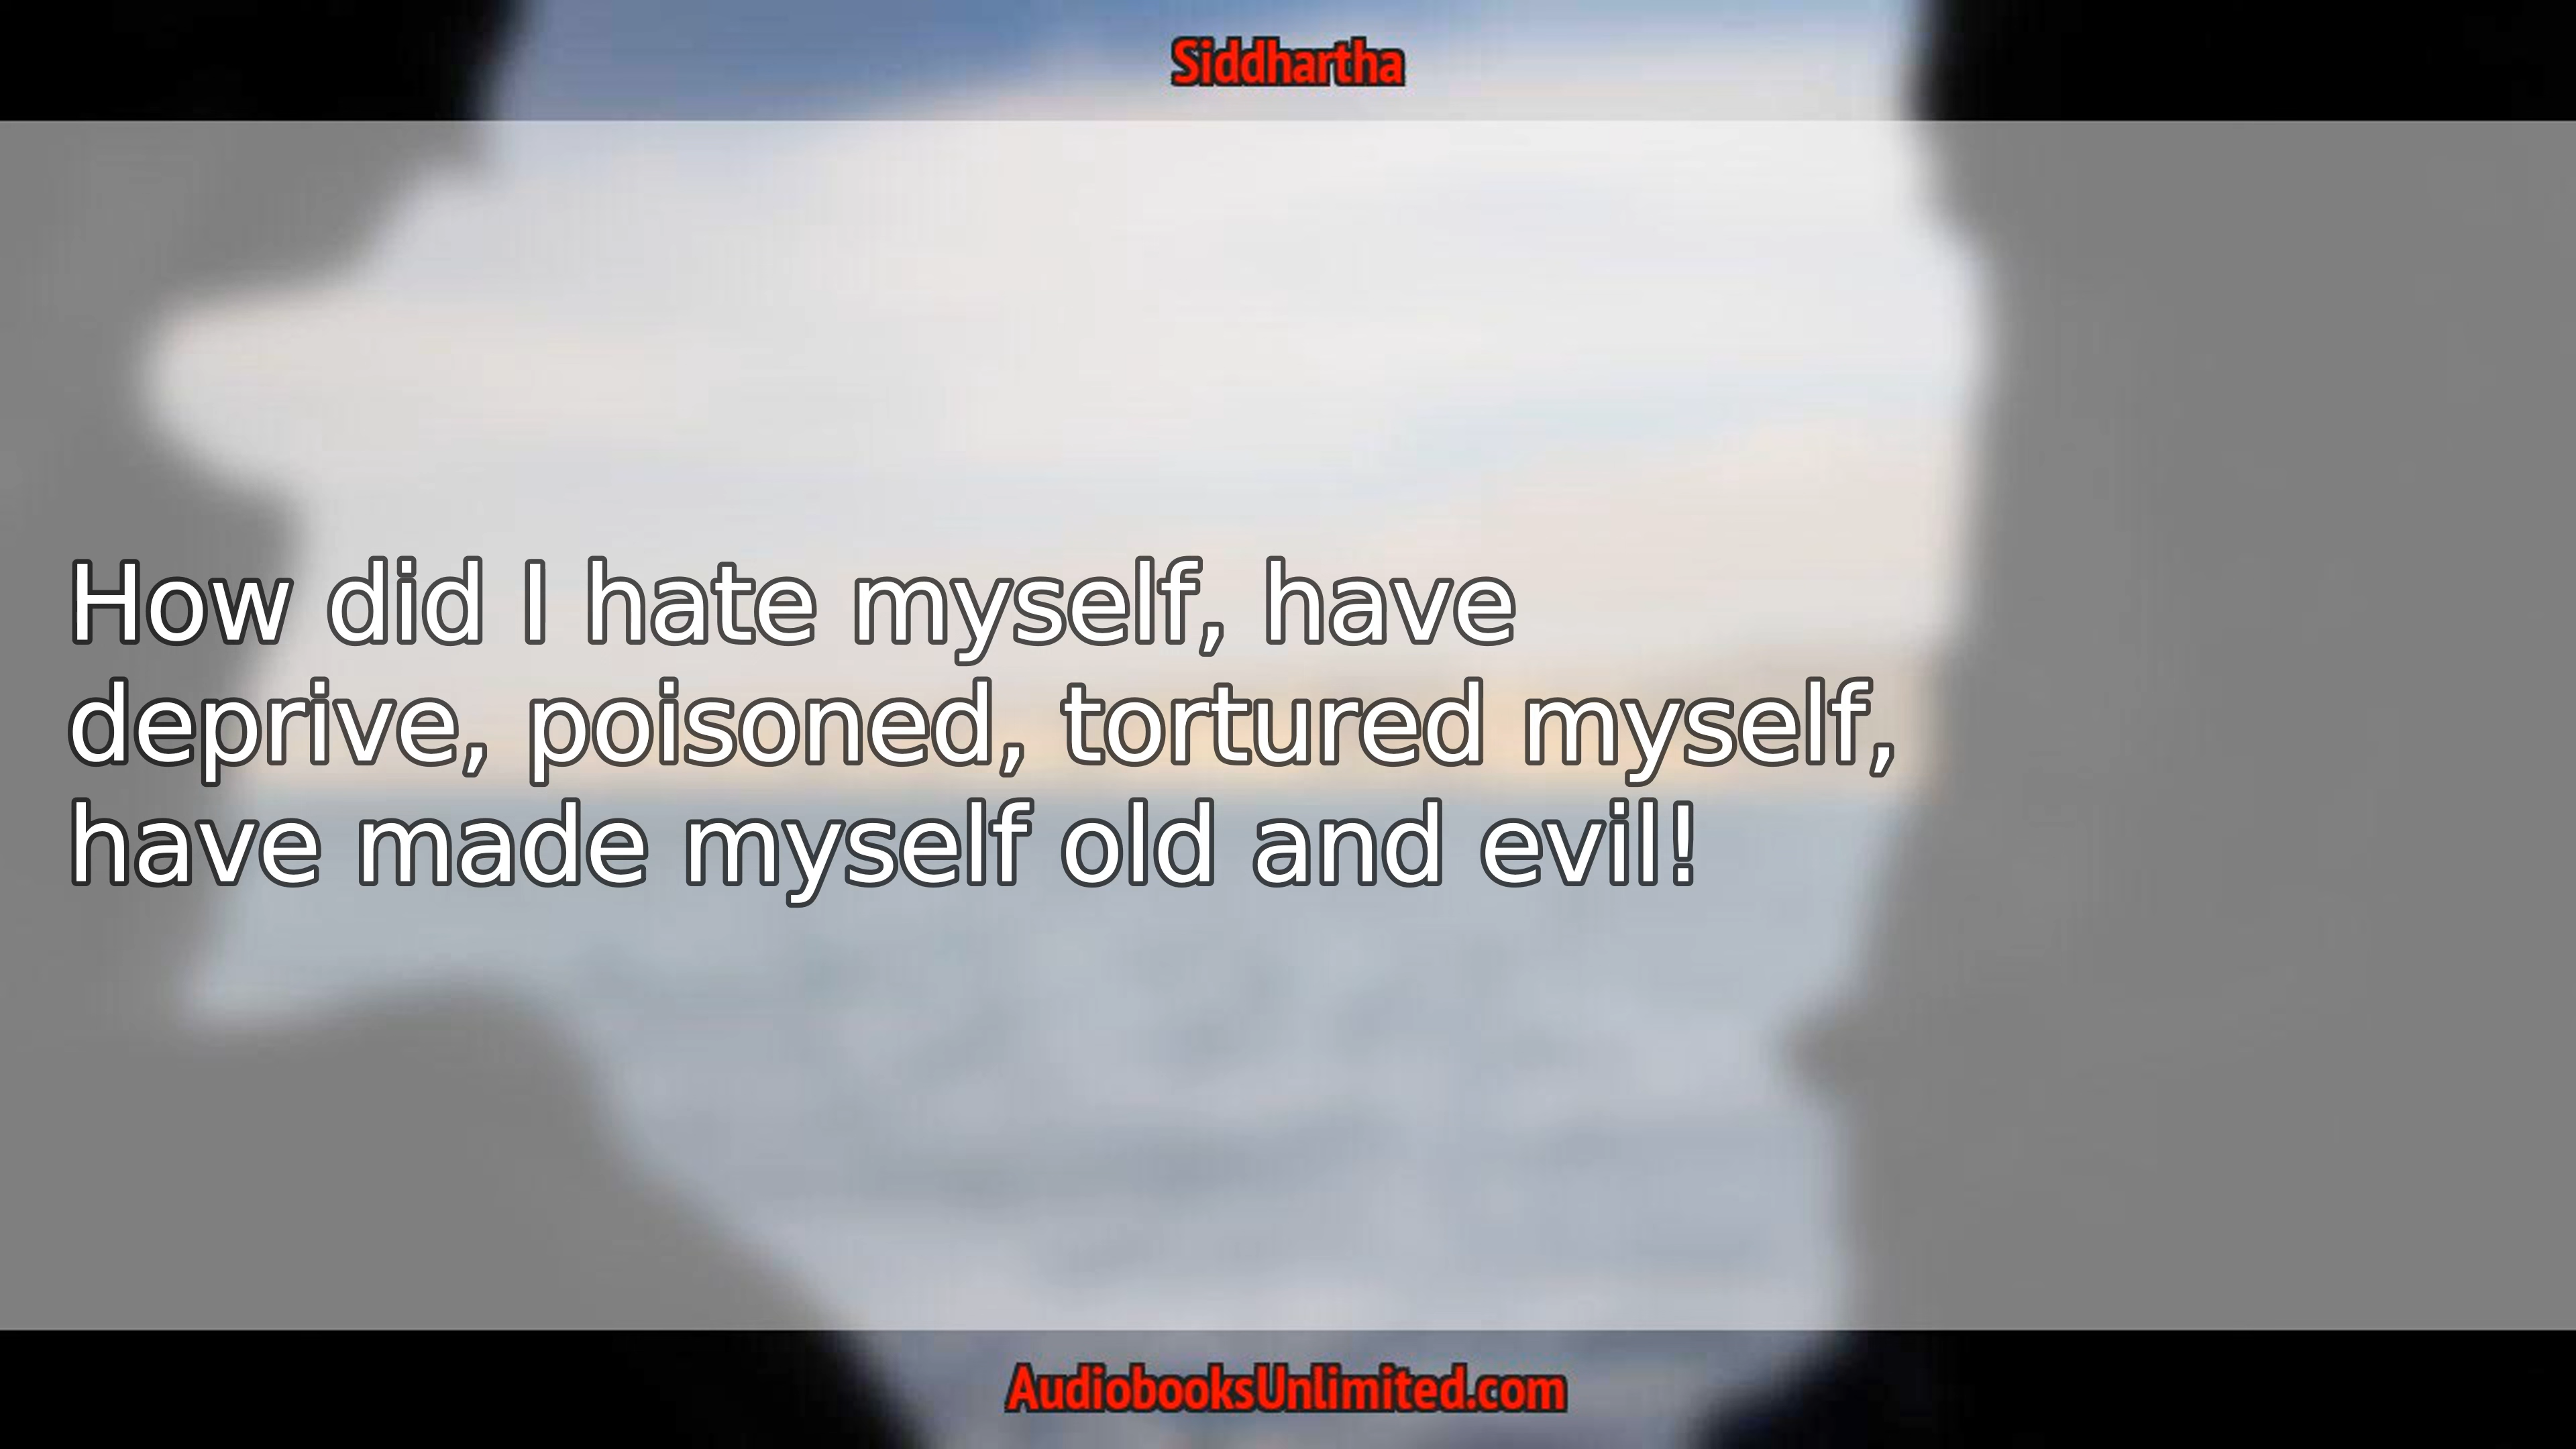 Siddhartha
How did I hate myself, have
deprive, poisoned, tortured myself,
have made myself old and evil!
AudiobooksUnlimited.com